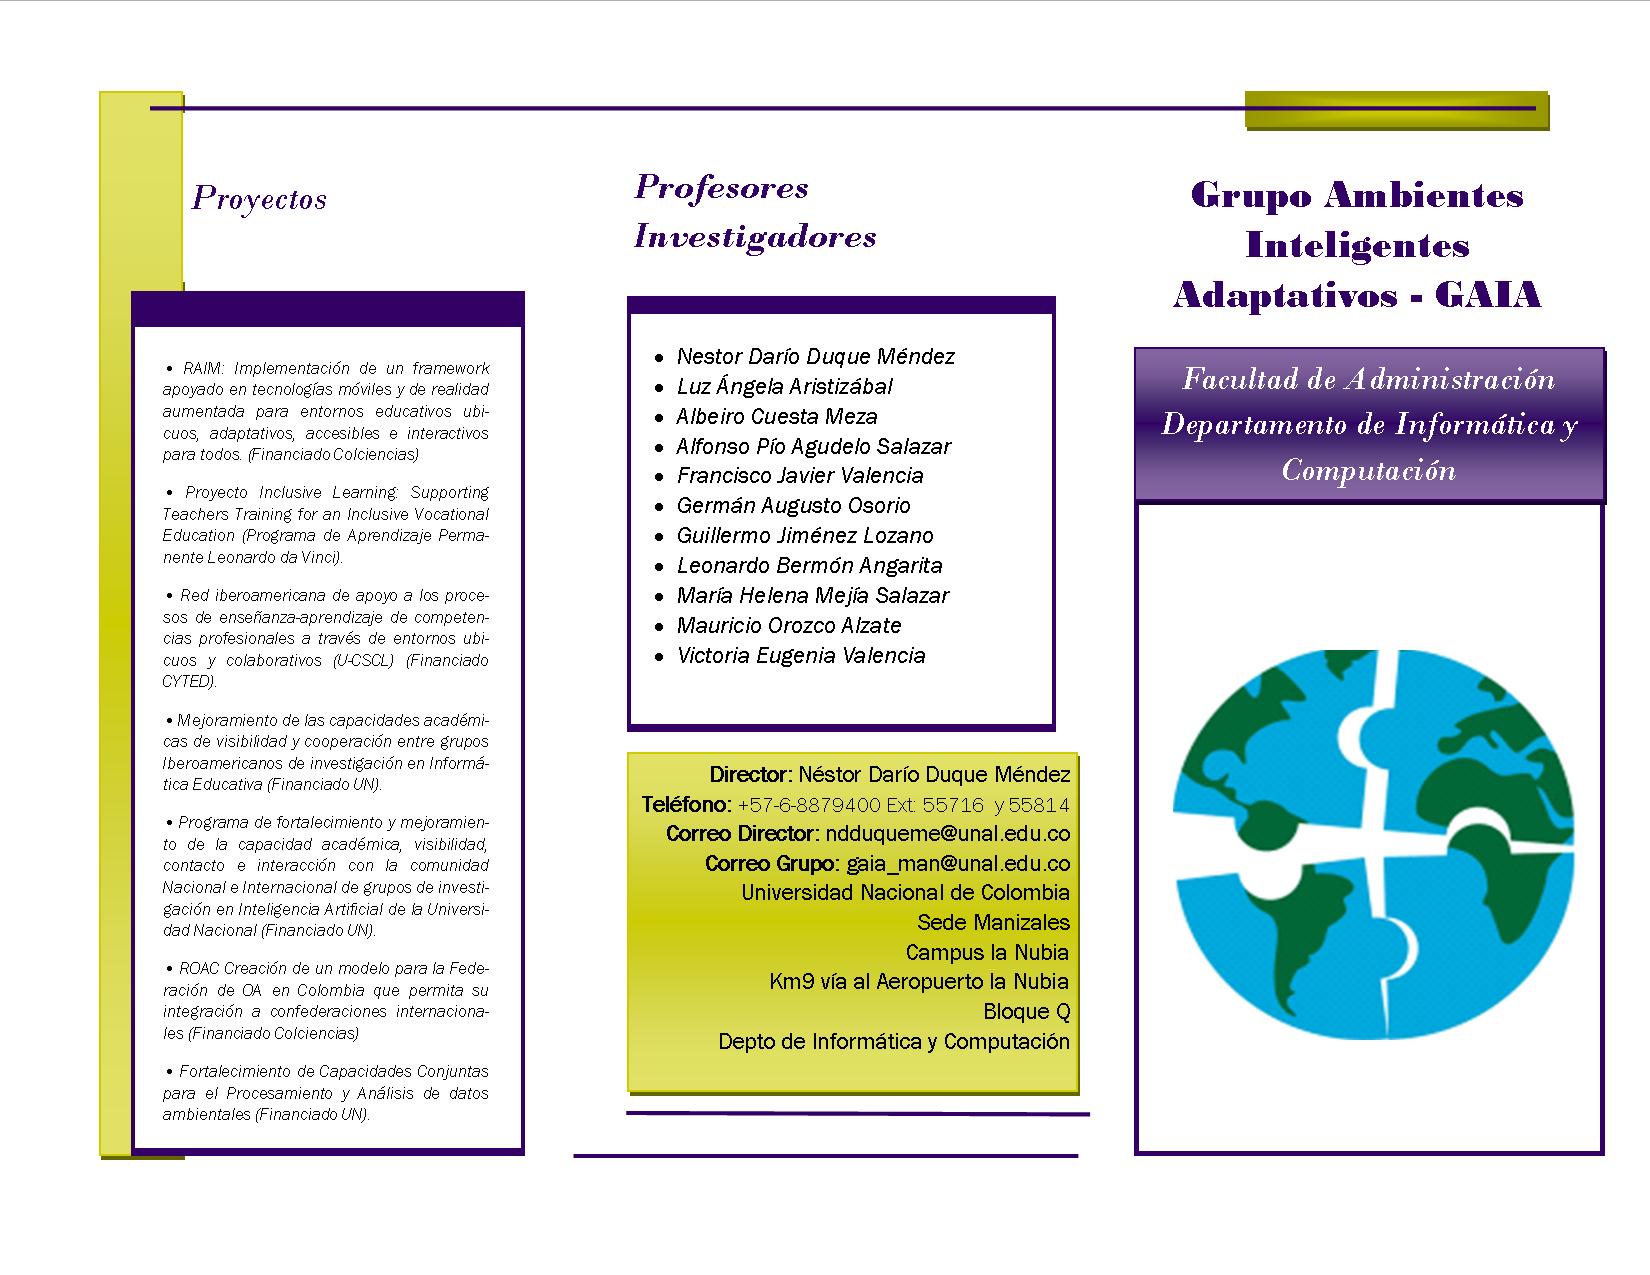 Proyectos
• RAIM: Implementación de un framework
apoyado en tecnologías móviles y de realidad
aumentada para entornos educativos ubi-
cuos, adaptativos, accesibles e interactivos
para todos. (Financiado Colciencias)
• Proyecto Inclusive Learning: Supporting
Teachers Training for an Inclusive Vocational
Education (Programa de Aprendizaje Perma-
nente Leonardo da Vinci).
• Red iberoamericana de apoyo a los proce-
sos de enseñanza-aprendizaje de competen-
cias profesionales a través de entornos ubi-
cuos y colaborativos (U-CSCL) (Financiado
CYTED).
• Mejoramiento de las capacidades académi-
cas de visibilidad y cooperación entre grupos
Iberoamericanos de investigación en Informá-
tica Educativa (Financiado UN).
• Programa de fortalecimiento y mejoramien-
to de la capacidad académica, visibilidad,
contacto e interacción con la comunidad
Nacional e Internacional de grupos de investi-
gación en Inteligencia Artificial de la Universi-
dad Nacional (Financiado UN).
• ROAC Creación de un modelo para la Fede-
ración de OA en Colombia que permita su
integración a confederaciones internaciona-
les (Financiado Colciencias)
• Fortalecimiento de Capacidades Conjuntas
para el Procesamiento y Análisis de datos
ambientales (Financiado UN).
Profesores
Investigadores
• Nestor Darío Duque Méndez
• Luz Ángela Aristizábal
• Albeiro Cuesta Meza
• Alfonso Pío Agudelo Salazar
• Francisco Javier Valencia
• Germán Augusto Osorio
• Guillermo Jiménez Lozano
• Leonardo Bermón Angarita
• María Helena Mejía Salazar
• Mauricio Orozco Alzate
• Victoria Eugenia Valencia
Director: Néstor Darío Duque Méndez
Teléfono: +57-6-8879400 Ext: 55716 y 55814
Correo Director: ndduqueme@unal.edu.co
Correo Grupo: gaia_man@unal.edu.co
Universidad Nacional de Colombia
Sede Manizales
Campus la Nubia
Km9 vía al Aeropuerto la Nubia
Bloque Q
Depto de Informática y Computación
Grupo Ambientes
Inteligentes
Adaptativos - GAIA
Facultad de Administración
Departamento de Informática y
Computación